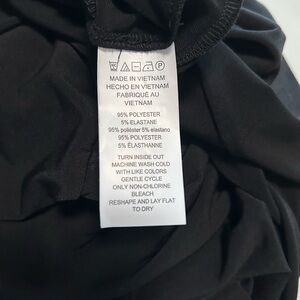 MADE IN VIETNAM
HECHO EN VIETNAM
FABRIQUÉ AU
VIETNAM
95% POLYESTER
5% ELASTANE
95% poliéster 5% elastano
95% POLYESTER
5% ÉLASTHANNE
TURN INSIDE OUT
MACHINE WASH COLD
WITH LIKE COLORS
GENTLE CYCLE
ONLY NON-CHLORINE
BLEACH
RESHAPE AND LAY FLAT
TO DRY